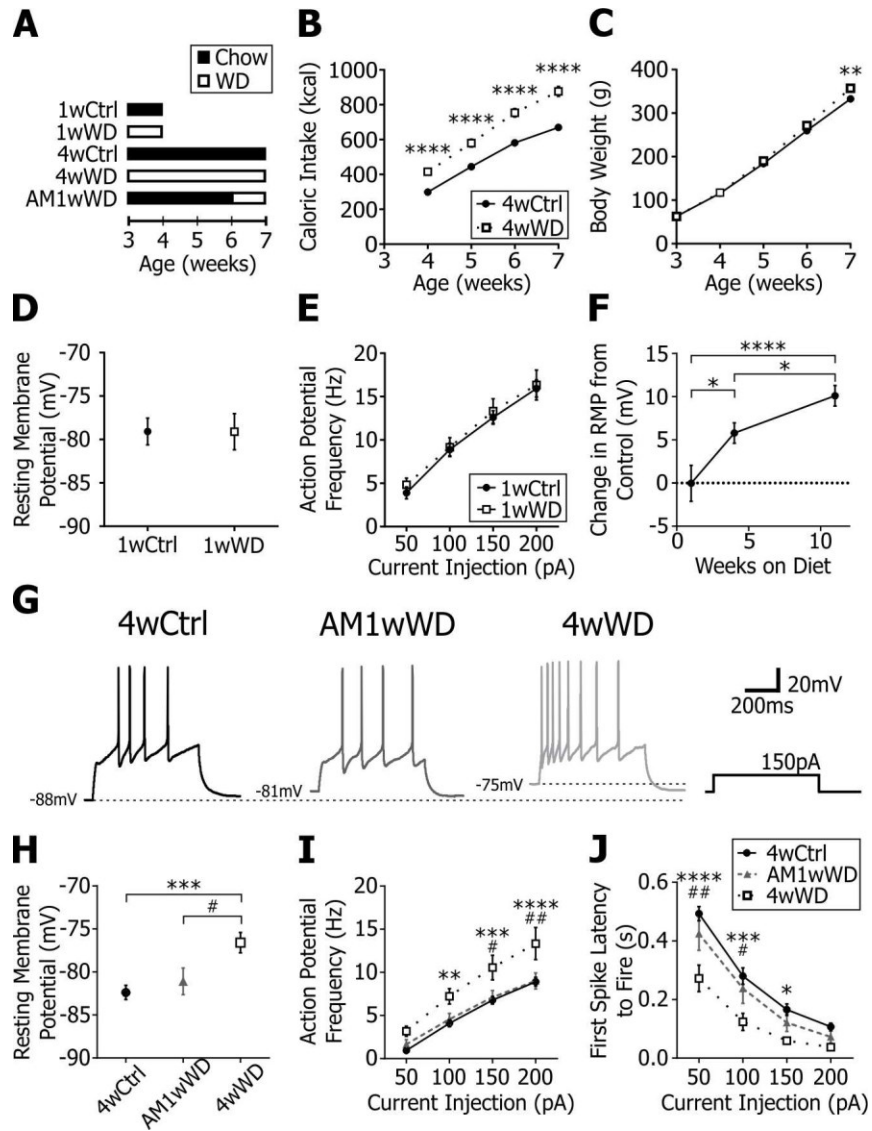 A
Chow
WD
1wCtrl
1wWD
4wCtrl
4wWD
AM1wWD
3 4 5 6 7
Age (weeks)
B
Caloric Intake (kcal)
1000
800
600
400
200
0
****
****
****
****
4wCtrl
4wWD
3 4 5 6 7
Age (weeks)
C
Body Weight (g)
400
300
200
100
0
**
3 4 5 6 7
Age (weeks)
D
Resting Membrane
Potential (mV)
-70
-75
-80
-85
-90
1wCtrl 1wWD
E
Action Potential
Frequency (Hz)
20
15
10
5
0
1wCtrl
1wWD
50 100 150 200
Current Injection (pA)
F
Change in RMP from
Control (mV)
15
10
5
0
-5
****
*
*
0 5 10
Weeks on Diet
G
4wCtrl AM1wWD 4wWD
-88mV
-81mV
-75mV
20mV
200ms
150pA
H
Resting Membrane
Potential (mV)
-70
-75
-80
-85
-90
***
#
4wCtrl
AM1wWD
4wWD
I
Action Potential
Frequency (Hz)
20
15
10
5
0
**
***
#
****
##
50 100 150 200
Current Injection (pA)
J
4wCtrl
AM1wWD
4wWD
First Spike Latency
to Fire (s)
0.6
0.4
0.2
0.0
****
##
***
#
*
50 100 150 200
Current Injection (pA)